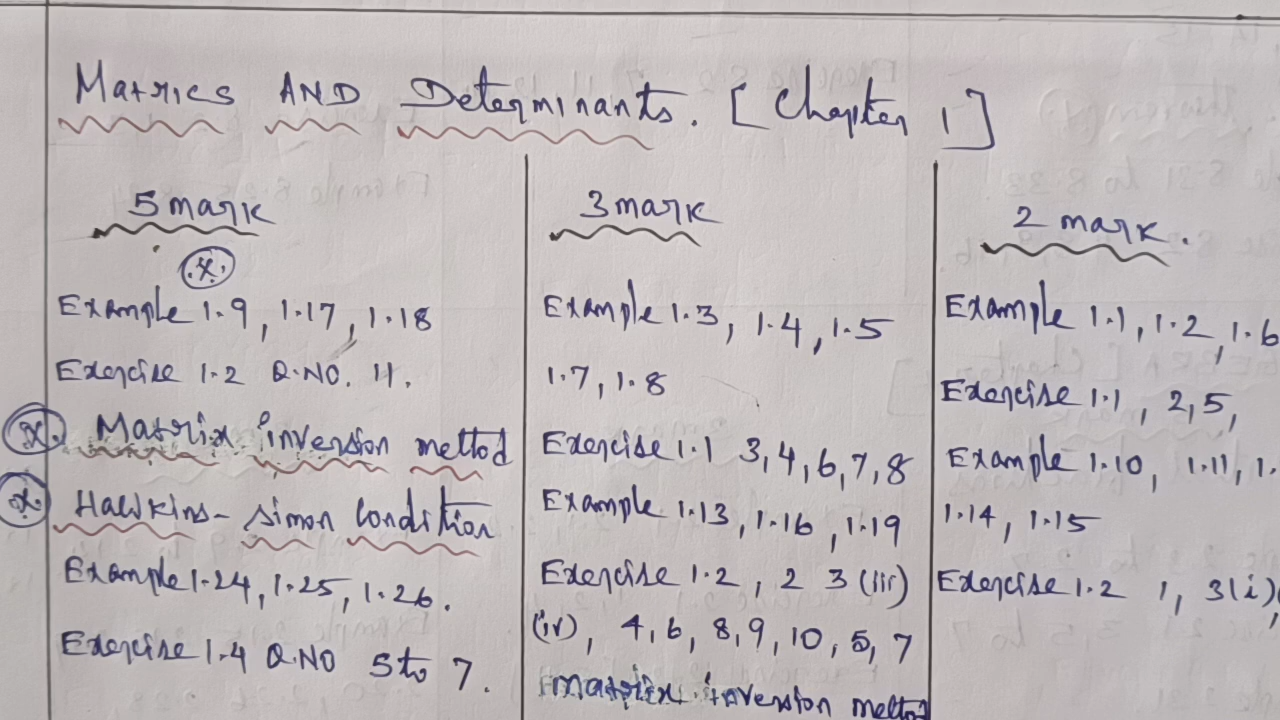 Matrics AND Determinants. [Chapter 1]
5 mark
Example 1.9, 1.17, 1.18
Exercise 1.2 Q.NO. 11.
Matrix inversion mettod
Hawkins - simon condition
Example 1.24, 1.25, 1.26.
Exercise 1.4 Q.NO 5 to 7.
3 mark
Example 1.3, 1.4, 1.5
1.7, 1.8
Exercise 1.1 3,4,6,7,8
Example 1.13, 1.16, 1.19
Exercise 1.2, 2 3 (iii)
(iv), 4, 6, 8, 9, 10, 5, 7
matrix inversion mettod
2 mark.
Example 1.1, 1.2, 1.6
Exercise 1.1, 2,5,
Example 1.10, 1.11, 1.
1.14, 1.15
Exercise 1.2 1, 3(i),